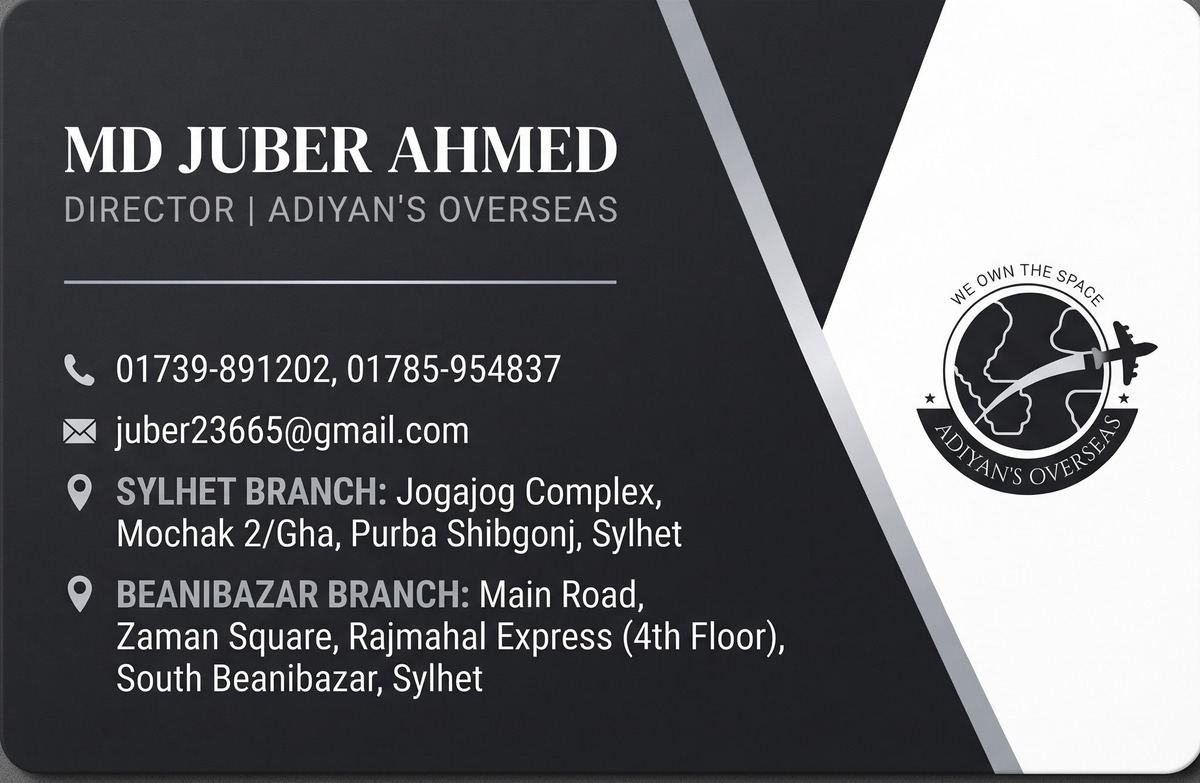 MD JUBER AHMED
DIRECTOR | ADIYAN'S OVERSEAS
01739-891202, 01785-954837
juber23665@gmail.com
SYLHET BRANCH: Jogajog Complex,
Mochak 2/Gha, Purba Shibgonj, Sylhet
BEANIBAZAR BRANCH: Main Road,
Zaman Square, Rajmahal Express (4th Floor),
South Beanibazar, Sylhet
WE OWN THE SPACE
ADIYAN'S OVERSEAS